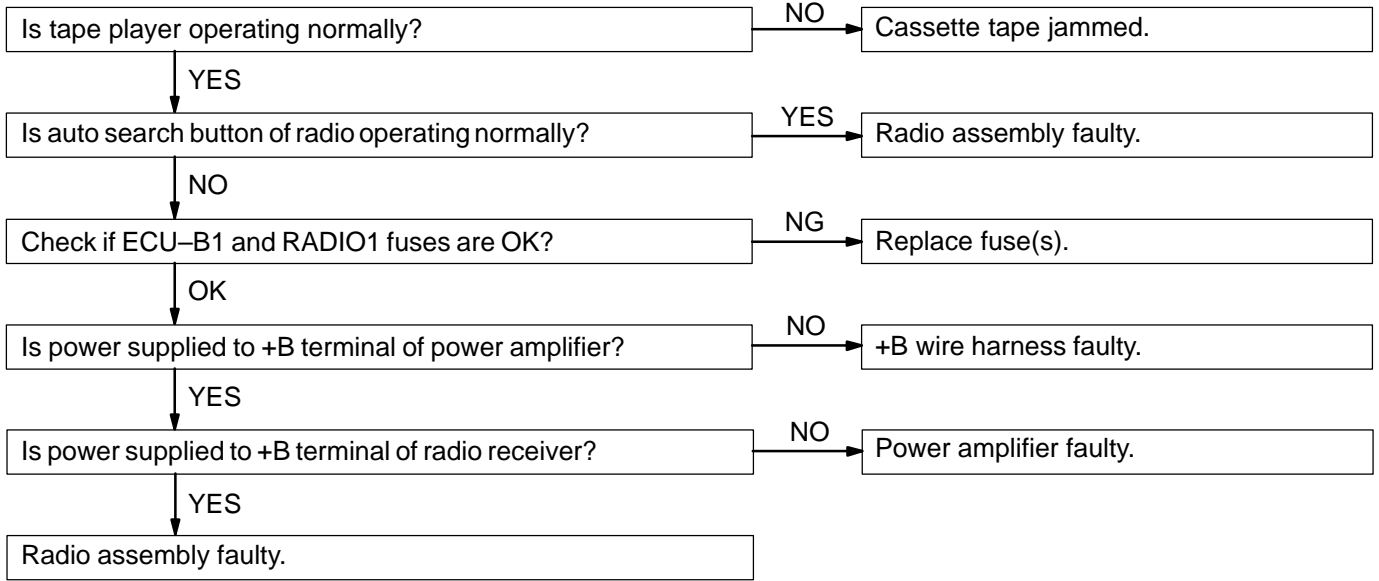 Is tape player operating normally?
NO
Cassette tape jammed.
YES
Is auto search button of radio operating normally?
YES
Radio assembly faulty.
NO
Check if ECU–B1 and RADIO1 fuses are OK?
NG
Replace fuse(s).
OK
Is power supplied to +B terminal of power amplifier?
NO
+B wire harness faulty.
YES
Is power supplied to +B terminal of radio receiver?
NO
Power amplifier faulty.
YES
Radio assembly faulty.